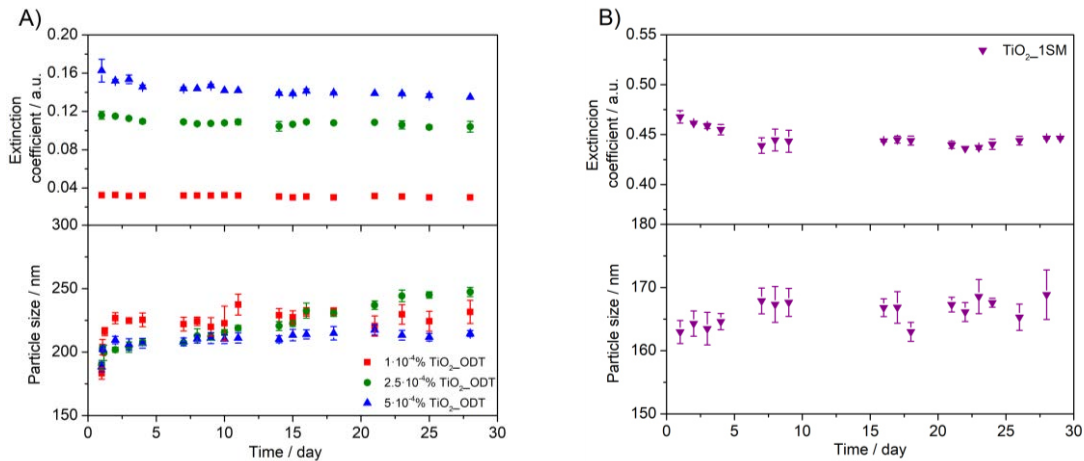 A)
0.20
0.16
0.12
0.08
0.04
Extinction
coefficient / a.u.
300
250
200
150
Particle size / nm
1·10⁻⁴% TiO₂_ODT
2.5·10⁻⁴% TiO₂_ODT
5·10⁻⁴% TiO₂_ODT
0 5 10 15 20 25 30
Time / day
B)
0.55
0.50
0.45
0.40
Exctincion
coefficient / a.u.
TiO₂_1SM
180
170
160
150
Particle size / nm
0 5 10 15 20 25 30
Time / day